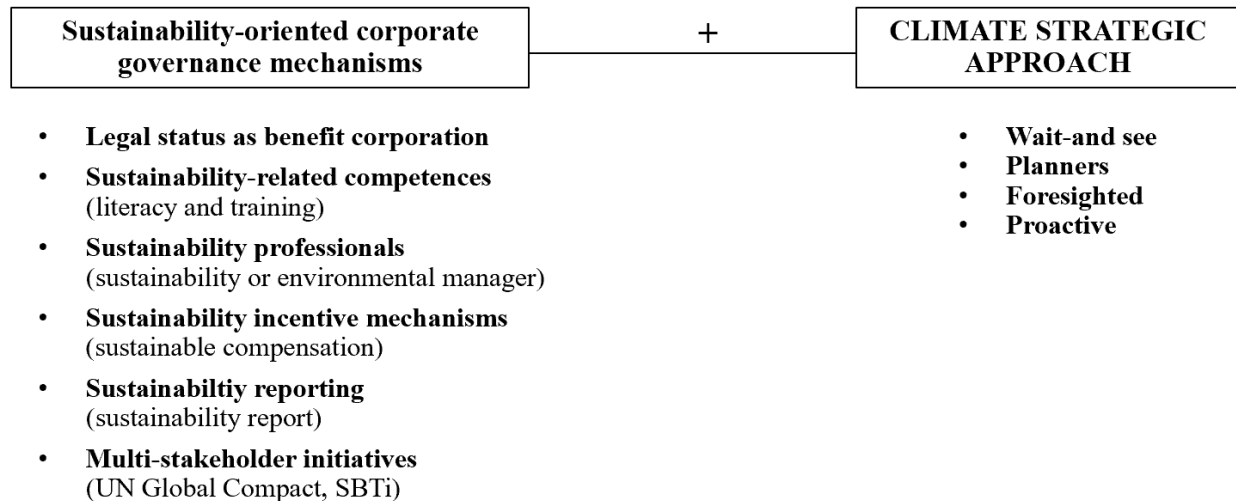 Sustainability-oriented corporate
governance mechanisms
+
CLIMATE STRATEGIC
APPROACH
• Legal status as benefit corporation
• Sustainability-related competences
(literacy and training)
• Sustainability professionals
(sustainability or environmental manager)
• Sustainability incentive mechanisms
(sustainable compensation)
• Sustainabiltiy reporting
(sustainability report)
• Multi-stakeholder initiatives
(UN Global Compact, SBTi)
• Wait-and see
• Planners
• Foresighted
• Proactive